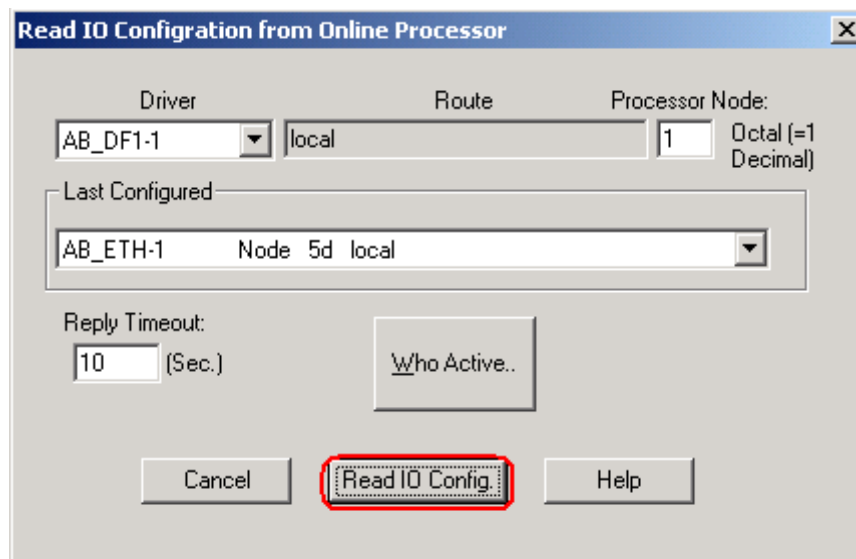 Read IO Configration from Online Processor
Driver Route Processor Node:
AB_DF1-1 local 1 Octal (=1
Decimal)
Last Configured
AB_ETH-1 Node 5d local
Reply Timeout:
10 (Sec.) Who Active..
Cancel Read IO Config. Help